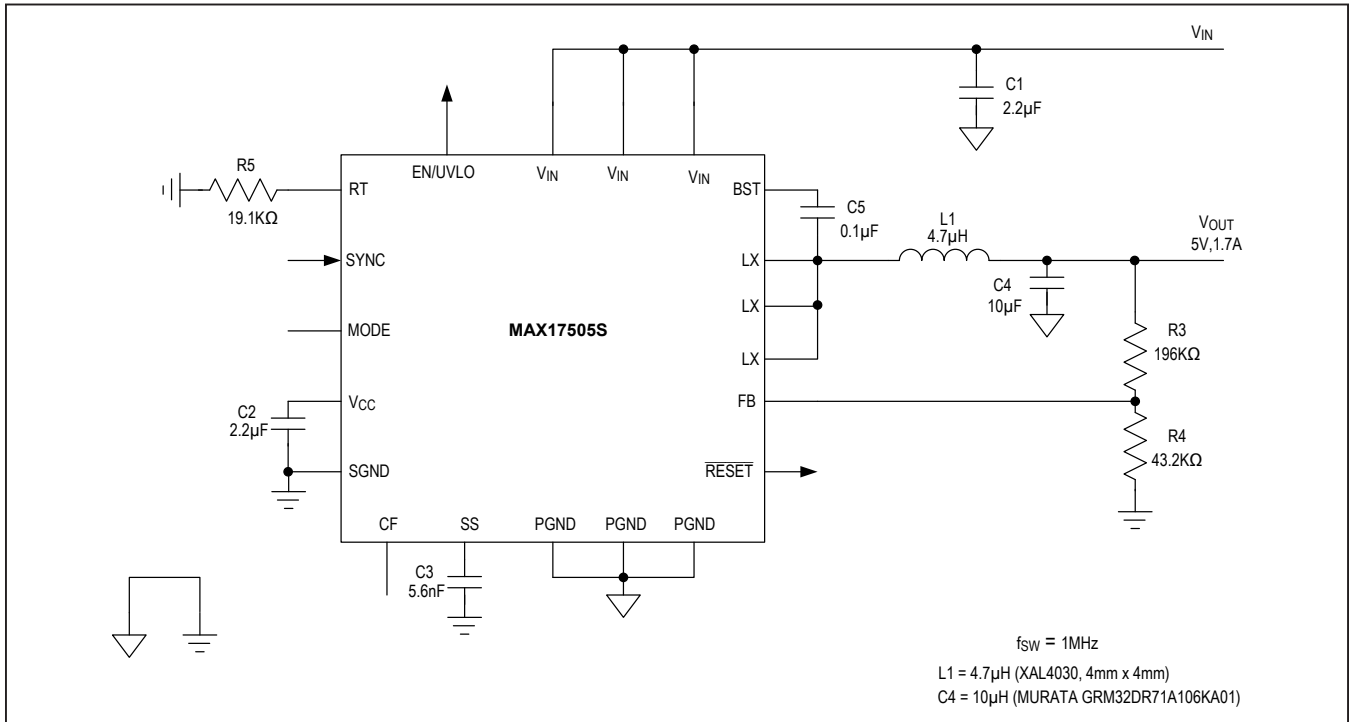 VIN
C1
2.2µF
R5
19.1KΩ
EN/UVLO
VIN
VIN
VIN
RT
BST
C5
0.1µF
L1
4.7µH
VOUT
5V,1.7A
SYNC
LX
C4
10µF
LX
MODE
MAX17505S
R3
196KΩ
LX
VCC
FB
C2
2.2µF
R4
43.2KΩ
SGND
RESET
CF
SS
PGND
PGND
PGND
C3
5.6nF
fSW = 1MHz
L1 = 4.7µH (XAL4030, 4mm x 4mm)
C4 = 10µH (MURATA GRM32DR71A106KA01)